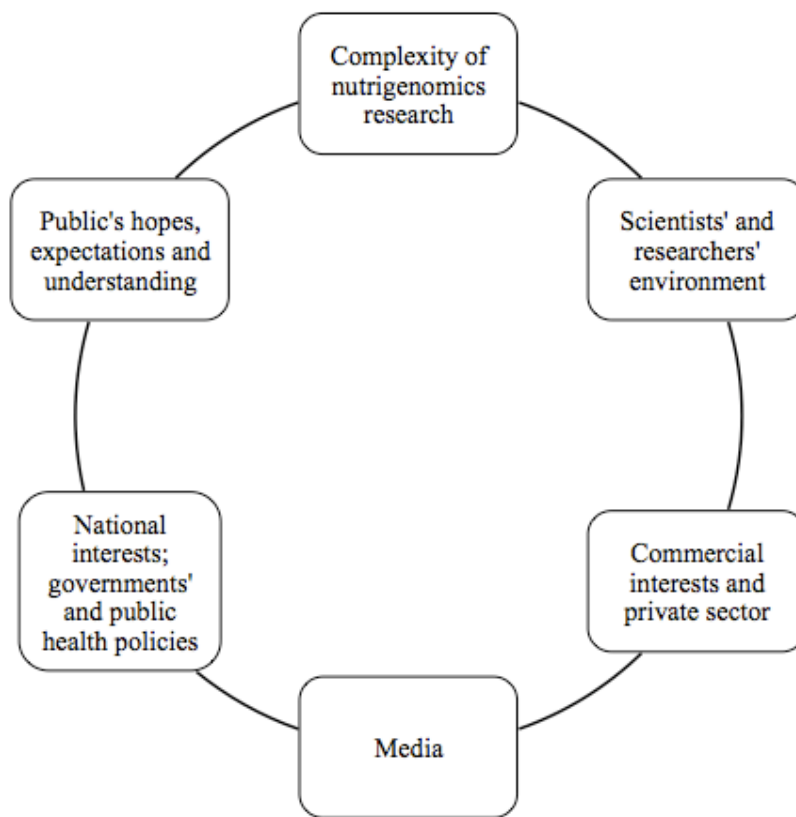 Complexity of
nutrigenomics
research
Scientists' and
researchers'
environment
Commercial
interests and
private sector
Media
National
interests;
governments'
and public
health policies
Public's hopes,
expectations and
understanding